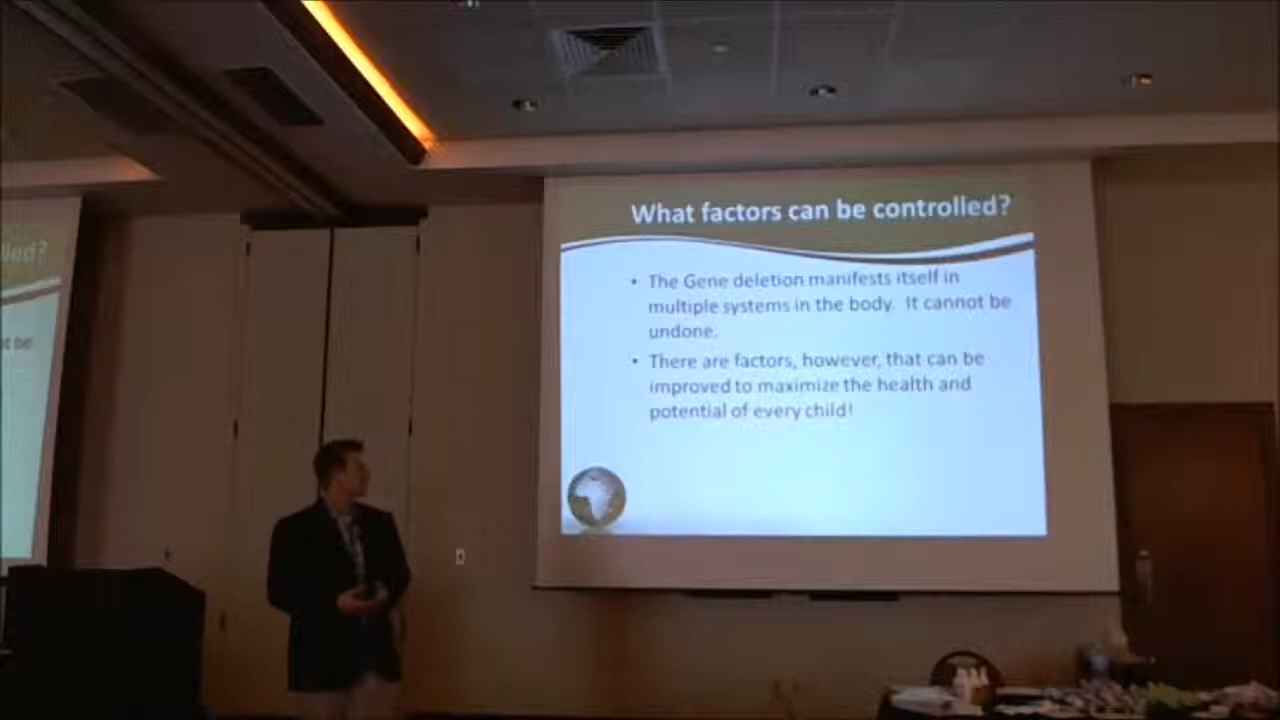 What factors can be controlled?
• The Gene deletion manifests itself in
multiple systems in the body.  It cannot be
undone.
• There are factors, however, that can be
improved to maximize the health and
potential of every child!